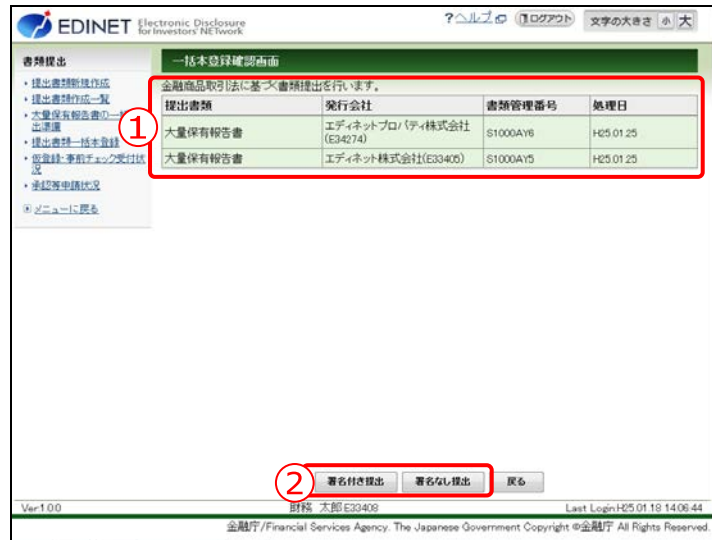 EDINET Electronic Disclosure for Investors' NETwork
?ヘルプ ログアウト 文字の大きさ 小 大
書類提出
・提出書類新規作成
・提出書類作成一覧
・大量保有報告書の一
出準備
・提出書類一括本登録
・仮登録・事前チェック受付状
況
・承認等申請状況
メニューに戻る
一括本登録確認画面
①
金融商品取引法に基づく書類提出を行います。
提出書類 発行会社 書類管理番号 処理日
大量保有報告書 エディネットプロパティ株式会社(E34274) S1000AY6 H25.01.25
大量保有報告書 エディネット株式会社(E33405) S1000AY5 H25.01.25
②
署名付き提出 署名なし提出 戻る
Ver.1.0.0 財務 太郎 E33408 Last Login:H25.01.18 14:06:44
金融庁/Financial Services Agency. The Japanese Government Copyright ©金融庁 All Rights Reserved.